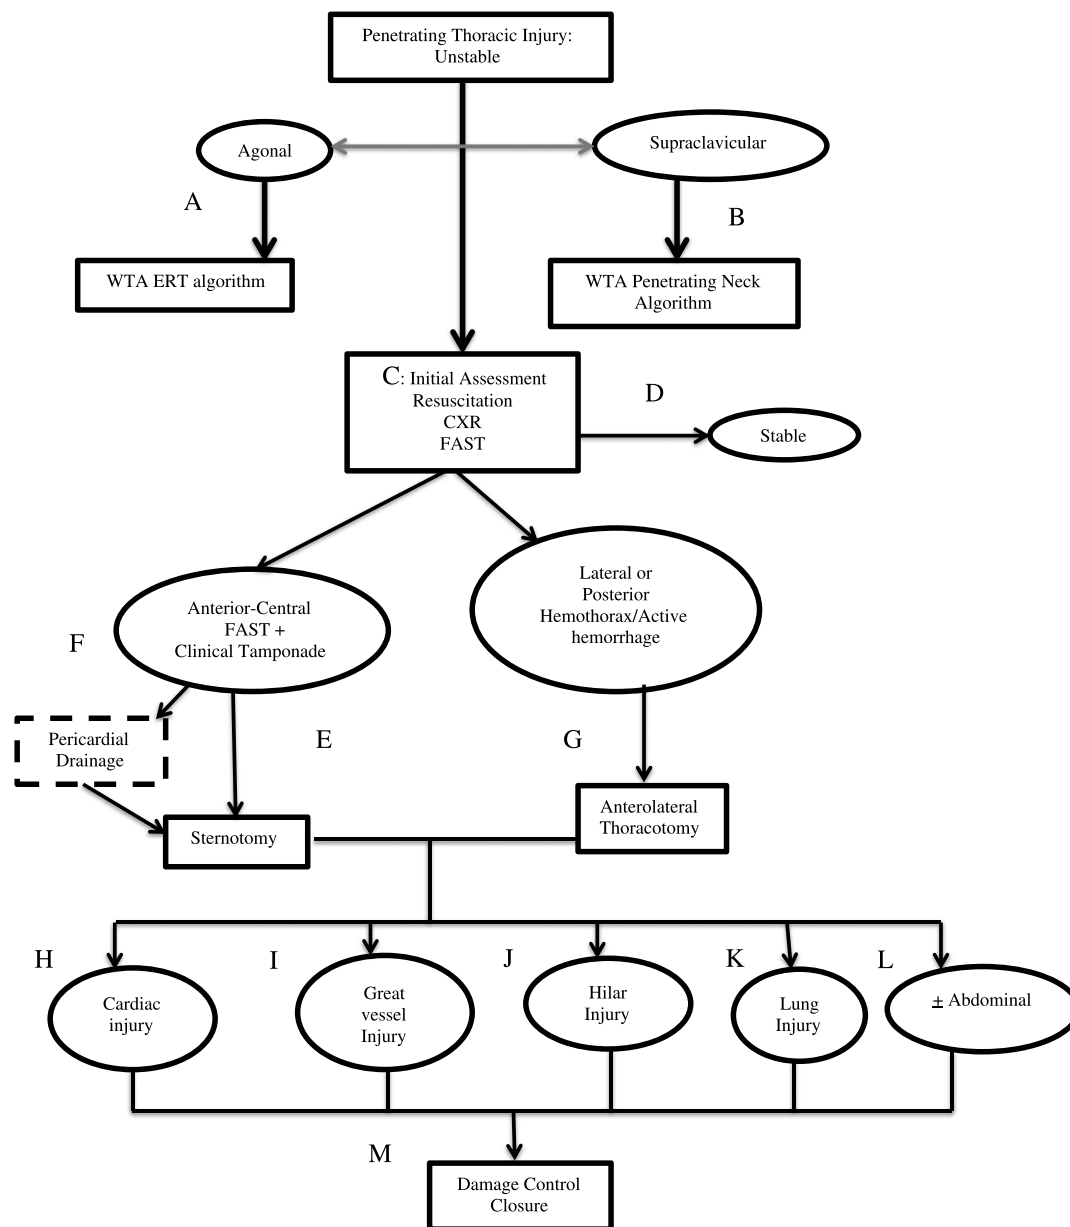 Penetrating Thoracic Injury:
Unstable
Agonal
Supraclavicular
A
B
WTA ERT algorithm
WTA Penetrating Neck
Algorithm
C: Initial Assessment
Resuscitation
CXR
FAST
D
Stable
Anterior-Central
FAST +
Clinical Tamponade
Lateral or
Posterior
Hemothorax/Active
hemorrhage
F
Pericardial
Drainage
E
G
Sternotomy
Anterolateral
Thoracotomy
H
I
J
K
L
Cardiac
injury
Great
vessel
Injury
Hilar
Injury
Lung
Injury
± Abdominal
M
Damage Control
Closure